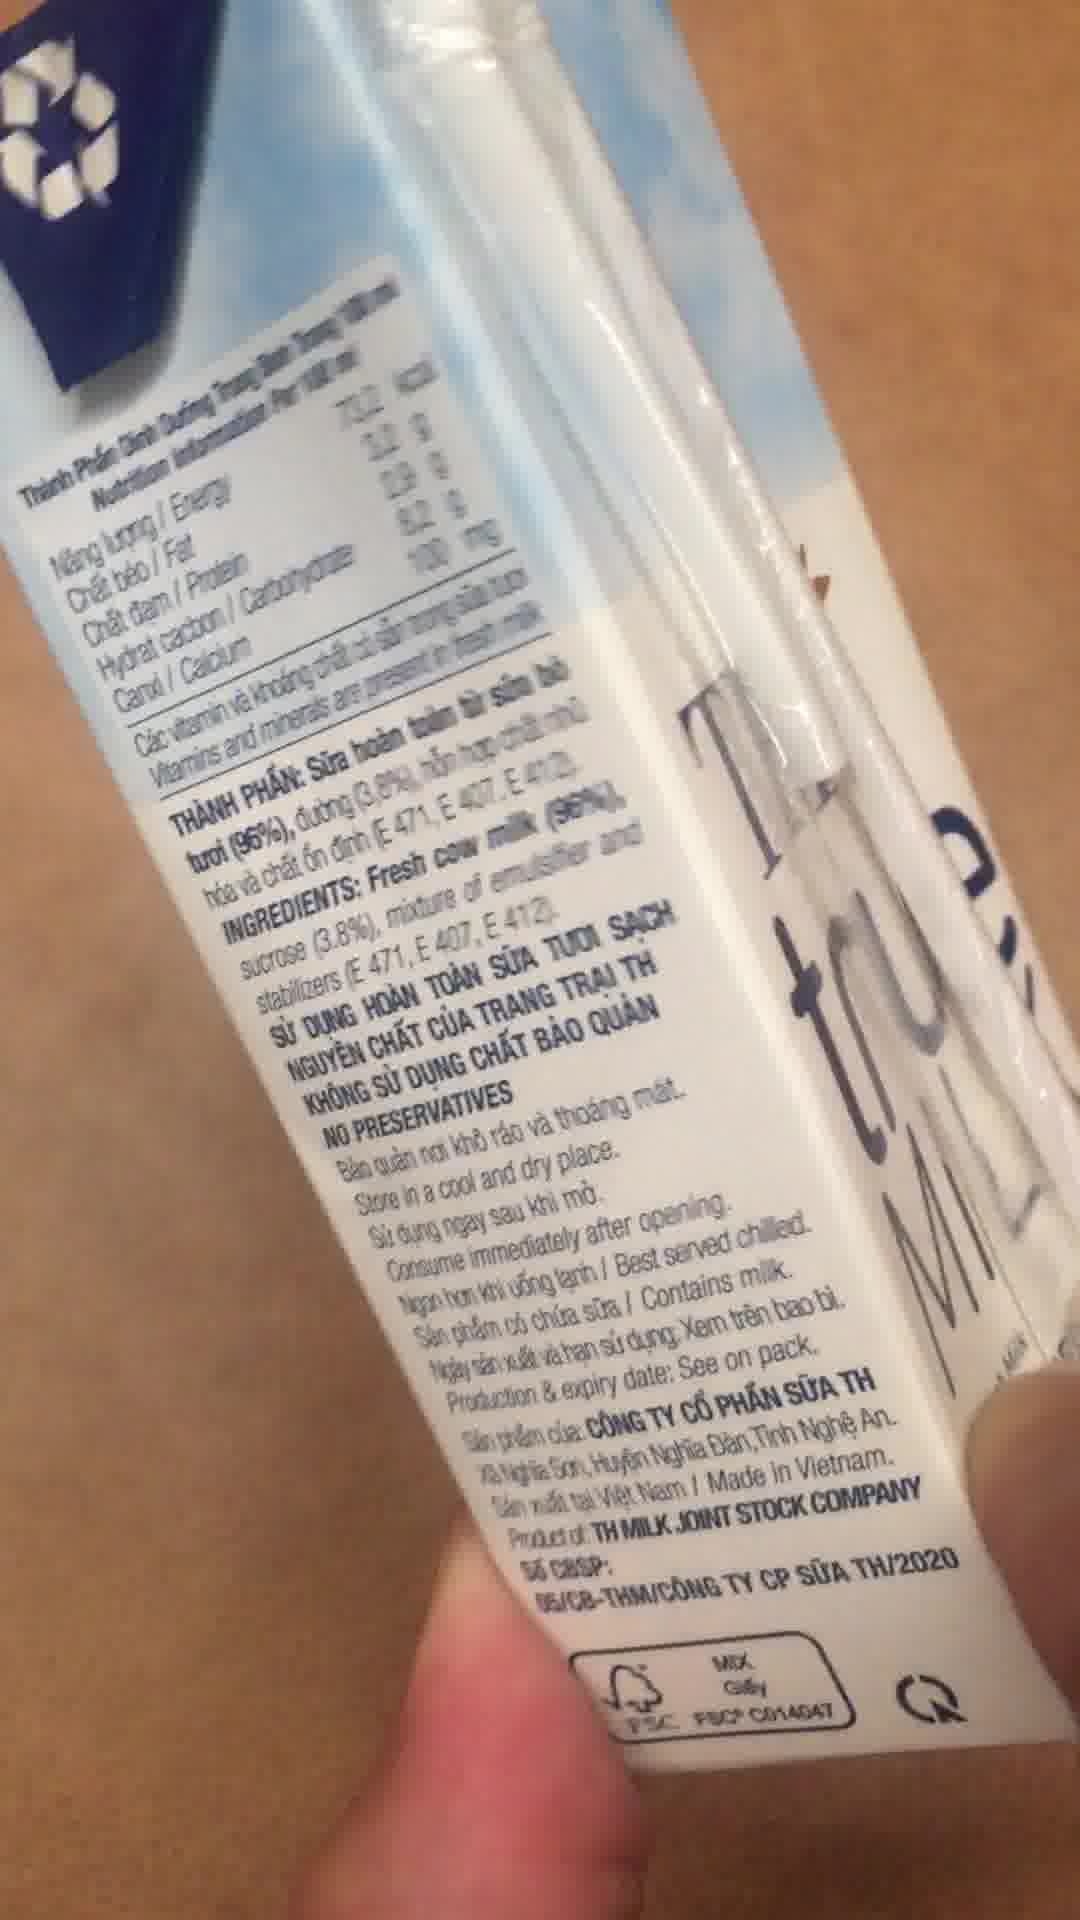 Thành Phần Dinh Dưỡng Trung Bình Trong 100 ml
Nutrition Information Per 100 ml
Năng lượng / Energy kcal
Chất béo / Fat g
Chất đạm / Protein g
Hydrat cacbon / Carbohydrate g
Canxi / Calcium 100 mg
Các vitamin và khoáng chất có sẵn trong sữa tươi
Vitamins and minerals are present in fresh milk
THÀNH PHẦN: Sữa hoàn toàn từ sữa bò
tươi (96%), đường (3,8%), hỗn hợp chất nhũ
hóa và chất ổn định (E 471, E 407, E 412).
INGREDIENTS: Fresh cow milk (96%),
sucrose (3.8%), mixture of emulsifier and
stabilizers (E 471, E 407, E 412).
SỬ DỤNG HOÀN TOÀN SỮA TƯƠI SẠCH
NGUYÊN CHẤT CỦA TRANG TRẠI TH
KHÔNG SỬ DỤNG CHẤT BẢO QUẢN
NO PRESERVATIVES
Bảo quản nơi khô ráo và thoáng mát.
Store in a cool and dry place.
Sử dụng ngay sau khi mở.
Consume immediately after opening.
Ngon hơn khi uống lạnh / Best served chilled.
Sản phẩm có chứa sữa / Contains milk.
Ngày sản xuất và hạn sử dụng: Xem trên bao bì.
Production & expiry date: See on pack.
Sản phẩm của: CÔNG TY CỔ PHẦN SỮA TH
Xã Nghĩa Sơn, Huyện Nghĩa Đàn, Tỉnh Nghệ An.
Sản xuất tại Việt Nam / Made in Vietnam.
Product of: TH MILK JOINT STOCK COMPANY
Số CBSP:
05/CB-THM/CÔNG TY CP SỮA TH/2020
FSC
MIX
Giấy
FSC® C014047
TH
true
MILK